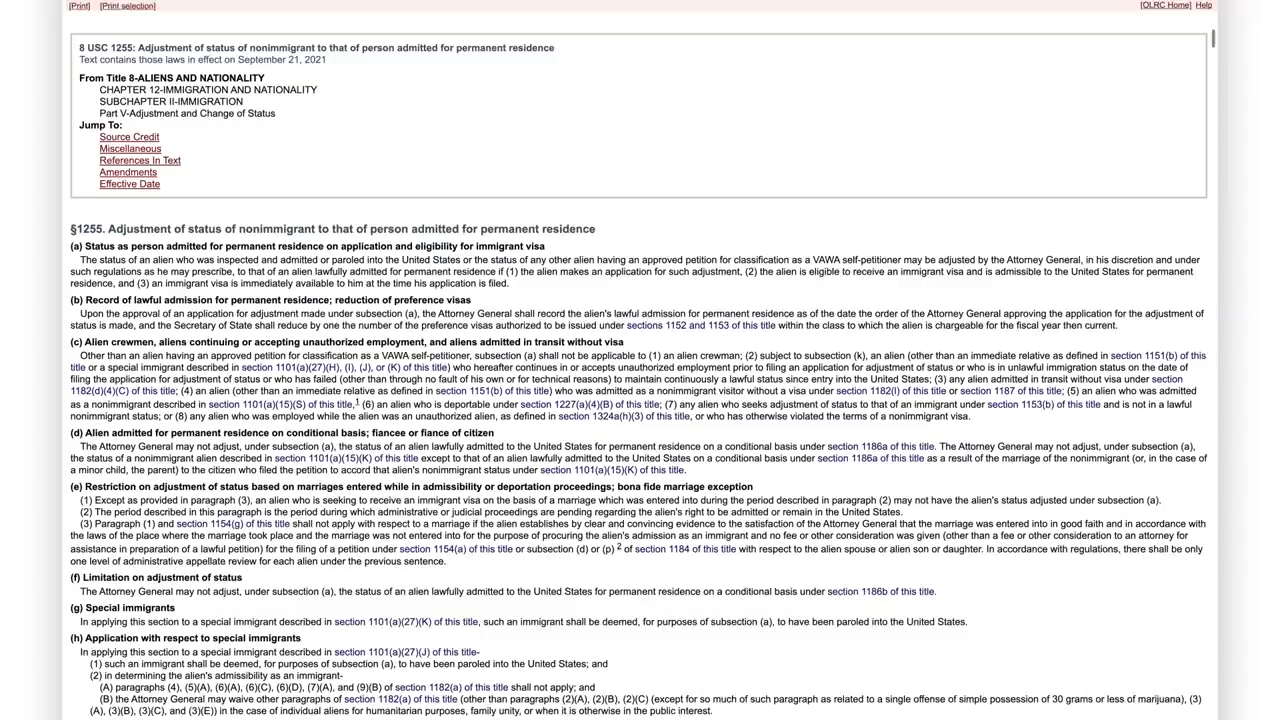 [Print] [Print selection] [OLRC Home] Help
8 USC 1255: Adjustment of status of nonimmigrant to that of person admitted for permanent residence
Text contains those laws in effect on September 21, 2021
From Title 8-ALIENS AND NATIONALITY
CHAPTER 12-IMMIGRATION AND NATIONALITY
SUBCHAPTER II-IMMIGRATION
Part V-Adjustment and Change of Status
Jump To:
Source Credit
Miscellaneous
References In Text
Amendments
Effective Date
§1255. Adjustment of status of nonimmigrant to that of person admitted for permanent residence
(a) Status as person admitted for permanent residence on application and eligibility for immigrant visa
The status of an alien who was inspected and admitted or paroled into the United States or the status of any other alien having an approved petition for classification as a VAWA self-petitioner may be adjusted by the Attorney General, in his discretion and under
such regulations as he may prescribe, to that of an alien lawfully admitted for permanent residence if (1) the alien makes an application for such adjustment, (2) the alien is eligible to receive an immigrant visa and is admissible to the United States for permanent
residence, and (3) an immigrant visa is immediately available to him at the time his application is filed.
(b) Record of lawful admission for permanent residence; reduction of preference visas
Upon the approval of an application for adjustment made under subsection (a), the Attorney General shall record the alien's lawful admission for permanent residence as of the date the order of the Attorney General approving the application for the adjustment of
status is made, and the Secretary of State shall reduce by one the number of the preference visas authorized to be issued under sections 1152 and 1153 of this title within the class to which the alien is chargeable for the fiscal year then current.
(c) Alien crewmen, aliens continuing or accepting unauthorized employment, and aliens admitted in transit without visa
Other than an alien having an approved petition for classification as a VAWA self-petitioner, subsection (a) shall not be applicable to (1) an alien crewman; (2) subject to subsection (k), an alien (other than an immediate relative as defined in section 1151(b) of this
title or a special immigrant described in section 1101(a)(27)(H), (I), (J), or (K) of this title) who hereafter continues in or accepts unauthorized employment prior to filing an application for adjustment of status or who is in unlawful immigration status on the date of
filing the application for adjustment of status or who has failed (other than through no fault of his own or for technical reasons) to maintain continuously a lawful status since entry into the United States; (3) any alien admitted in transit without visa under section
1182(d)(4)(C) of this title; (4) an alien (other than an immediate relative as defined in section 1151(b) of this title) who was admitted as a nonimmigrant visitor without a visa under section 1182(l) of this title or section 1187 of this title; (5) an alien who was admitted
as a nonimmigrant described in section 1101(a)(15)(S) of this title,1 (6) an alien who is deportable under section 1227(a)(4)(B) of this title; (7) any alien who seeks adjustment of status to that of an immigrant under section 1153(b) of this title and is not in a lawful
nonimmigrant status; or (8) any alien who was employed while the alien was an unauthorized alien, as defined in section 1324a(h)(3) of this title, or who has otherwise violated the terms of a nonimmigrant visa.
(d) Alien admitted for permanent residence on conditional basis; fiancee or fiance of citizen
The Attorney General may not adjust, under subsection (a), the status of an alien lawfully admitted to the United States for permanent residence on a conditional basis under section 1186a of this title. The Attorney General may not adjust, under subsection (a),
the status of a nonimmigrant alien described in section 1101(a)(15)(K) of this title except to that of an alien lawfully admitted to the United States on a conditional basis under section 1186a of this title as a result of the marriage of the nonimmigrant (or, in the case of
a minor child, the parent) to the citizen who filed the petition to accord that alien's nonimmigrant status under section 1101(a)(15)(K) of this title.
(e) Restriction on adjustment of status based on marriages entered while in admissibility or deportation proceedings; bona fide marriage exception
(1) Except as provided in paragraph (3), an alien who is seeking to receive an immigrant visa on the basis of a marriage which was entered into during the period described in paragraph (2) may not have the alien's status adjusted under subsection (a).
(2) The period described in this paragraph is the period during which administrative or judicial proceedings are pending regarding the alien's right to be admitted or remain in the United States.
(3) Paragraph (1) and section 1154(g) of this title shall not apply with respect to a marriage if the alien establishes by clear and convincing evidence to the satisfaction of the Attorney General that the marriage was entered into in good faith and in accordance with
the laws of the place where the marriage took place and the marriage was not entered into for the purpose of procuring the alien's admission as an immigrant and no fee or other consideration was given (other than a fee or other consideration to an attorney for
assistance in preparation of a lawful petition) for the filing of a petition under section 1154(a) of this title or subsection (d) or (p) 2 of section 1184 of this title with respect to the alien spouse or alien son or daughter. In accordance with regulations, there shall be only
one level of administrative appellate review for each alien under the previous sentence.
(f) Limitation on adjustment of status
The Attorney General may not adjust, under subsection (a), the status of an alien lawfully admitted to the United States for permanent residence on a conditional basis under section 1186b of this title.
(g) Special immigrants
In applying this section to a special immigrant described in section 1101(a)(27)(K) of this title, such an immigrant shall be deemed, for purposes of subsection (a), to have been paroled into the United States.
(h) Application with respect to special immigrants
In applying this section to a special immigrant described in section 1101(a)(27)(J) of this title-
(1) such an immigrant shall be deemed, for purposes of subsection (a), to have been paroled into the United States; and
(2) in determining the alien's admissibility as an immigrant-
(A) paragraphs (4), (5)(A), (6)(A), (6)(C), (6)(D), (7)(A), and (9)(B) of section 1182(a) of this title shall not apply; and
(B) the Attorney General may waive other paragraphs of section 1182(a) of this title (other than paragraphs (2)(A), (2)(B), (2)(C) (except for so much of such paragraph as related to a single offense of simple possession of 30 grams or less of marijuana), (3)
(A), (3)(B), (3)(C), and (3)(E)) in the case of individual aliens for humanitarian purposes, family unity, or when it is otherwise in the public interest.